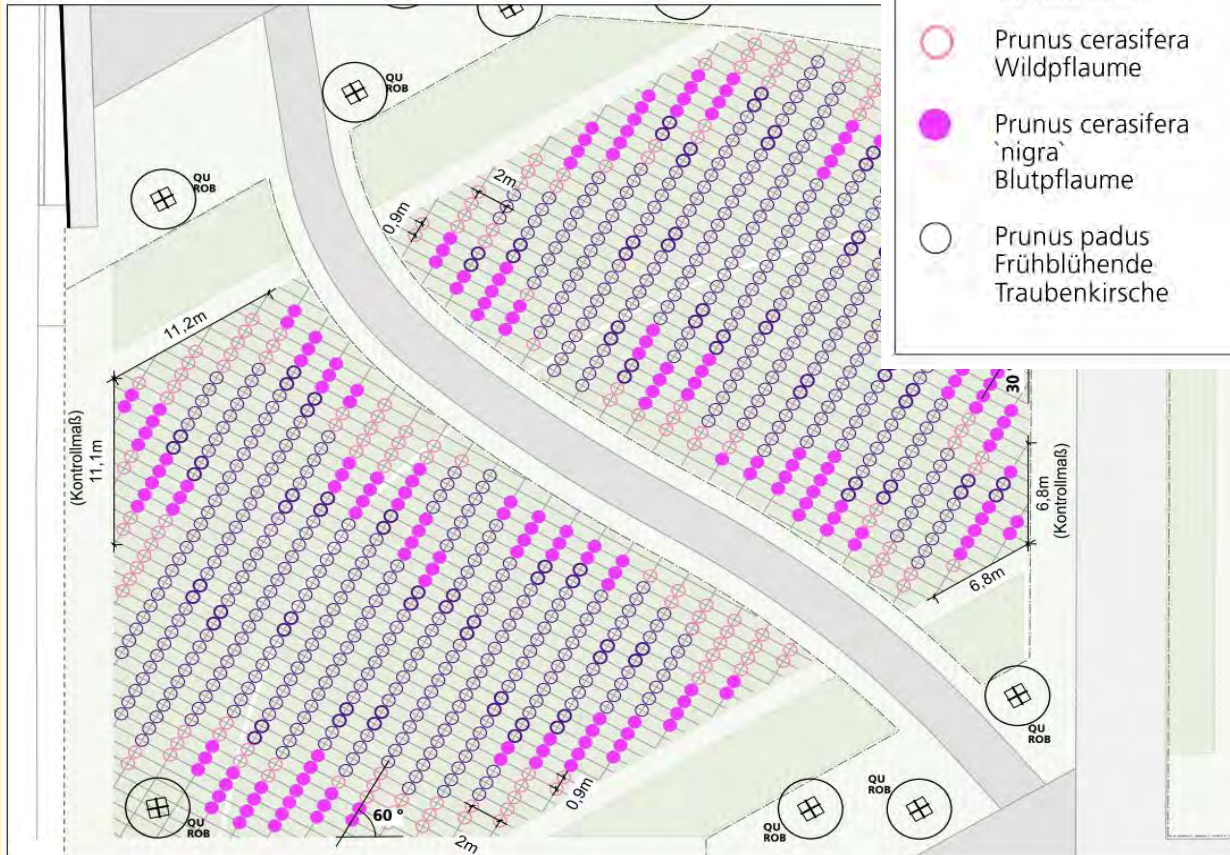 QU
ROB
QU
ROB
2m
0,9m
11,2m
(Kontrollmaß)
11,1m
60 °
0,9m
2m
QU
ROB
QU
ROB
QU
ROB
QU
ROB
6,8m
6,8m
(Kontrollmaß)
30
Prunus cerasifera
Wildpflaume
Prunus cerasifera
`nigra`
Blutpflaume
Prunus padus
Frühblühende
Traubenkirsche